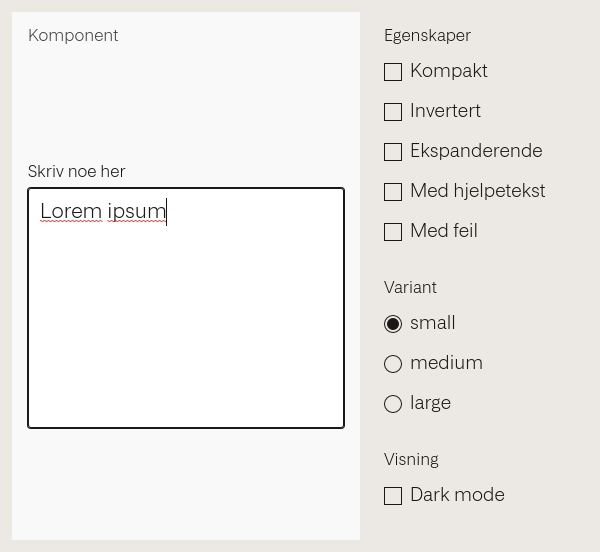 Komponent
Skriv noe her
Lorem ipsum
Egenskaper
Kompakt
Invertert
Ekspanderende
Med hjelpetekst
Med feil
Variant
small
medium
large
Visning
Dark mode